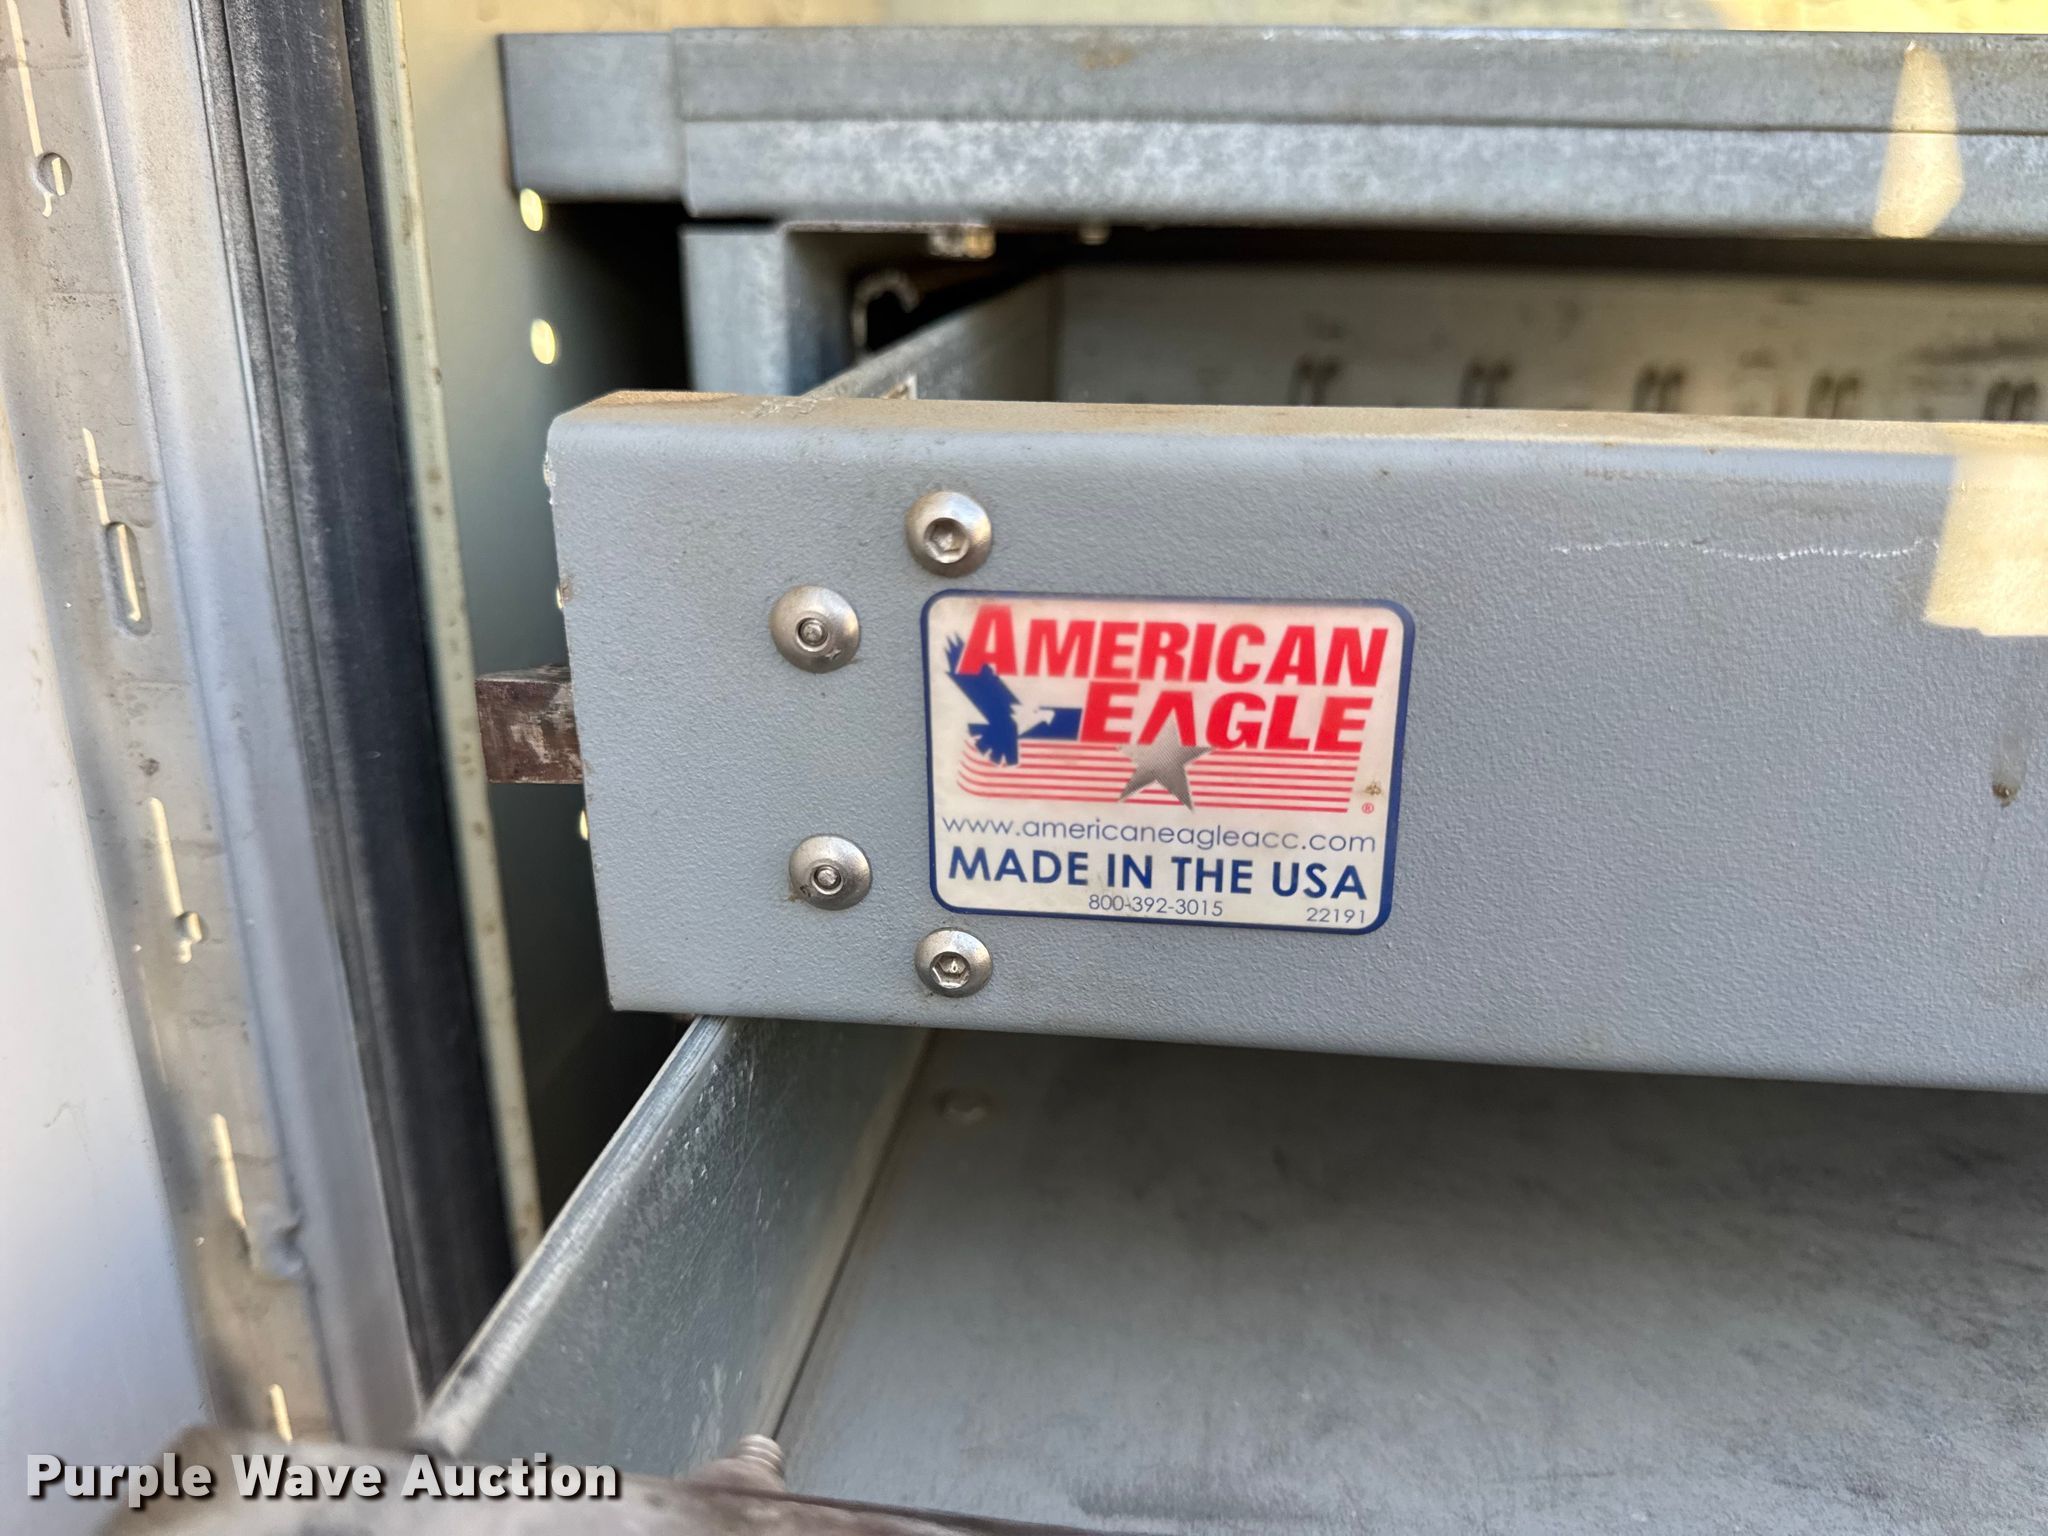 AMERICAN
EAGLE
®
www.americaneagleacc.com
MADE IN THE USA
800-392-3015 22191
Purple Wave Auction